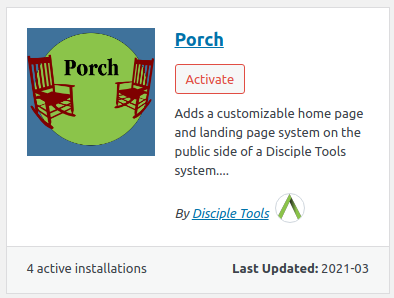 Porch
Porch
Activate
Adds a customizable home page
and landing page system on the
public side of a Disciple Tools
system....
By Disciple Tools
4 active installations
Last Updated: 2021-03